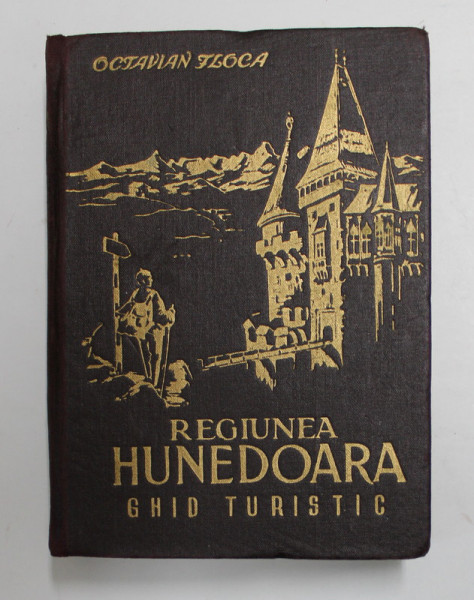 OCTAVIAN FLOCA
REGIUNEA
HUNEDOARA
GHID TURISTIC